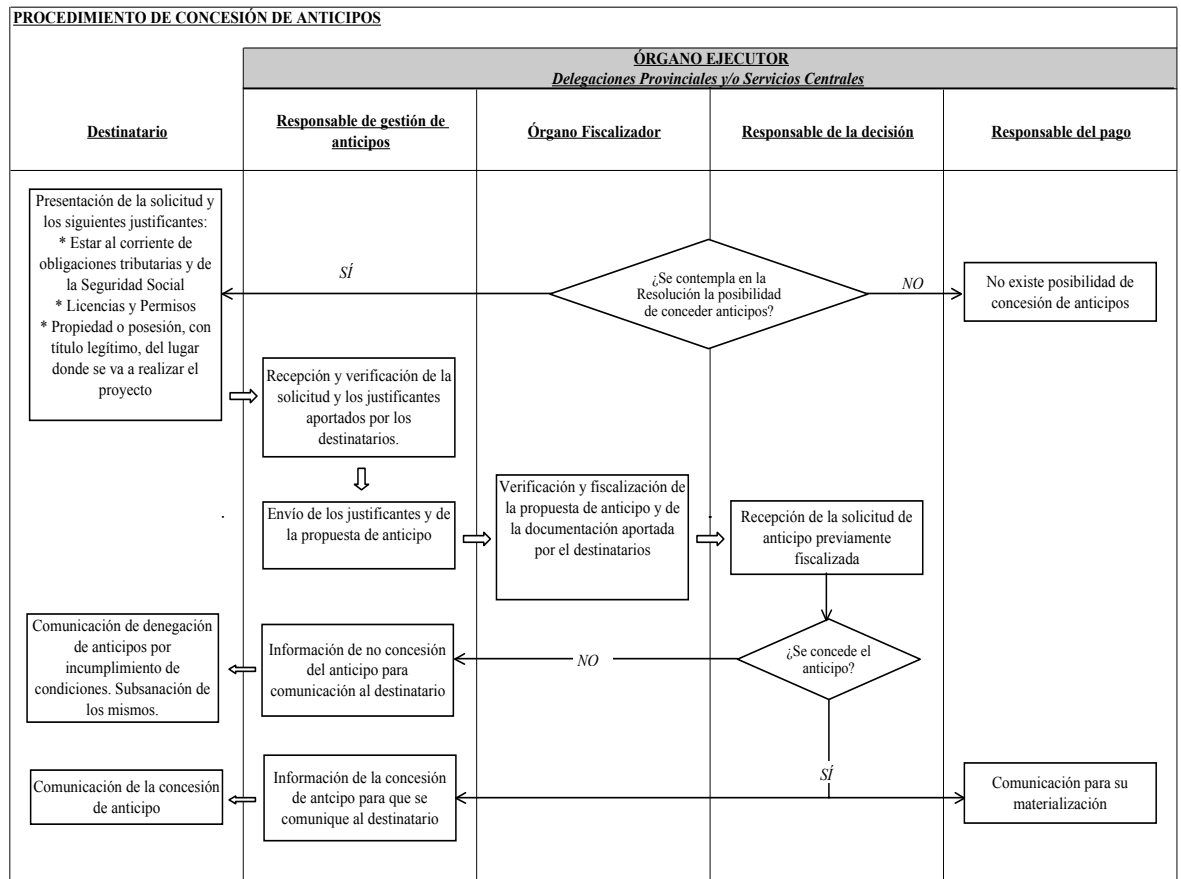 PROCEDIMIENTO DE CONCESIÓN DE ANTICIPOS
ÓRGANO EJECUTOR
Delegaciones Provinciales y/o Servicios Centrales
Destinatario
Responsable de gestión de
anticipos
Órgano Fiscalizador
Responsable de la decisión
Responsable del pago
Presentación de la solicitud y
los siguientes justificantes:
* Estar al corriente de
obligaciones tributarias y de
la Seguridad Social
* Licencias y Permisos
* Propiedad o posesión, con
título legítimo, del lugar
donde se va a realizar el
proyecto
SÍ
¿Se contempla en la
Resolución la posibilidad
de conceder anticipos?
NO
No existe posibilidad de
concesión de anticipos
Recepción y verificación de la
solicitud y los justificantes
aportados por los
destinatarios.
Envío de los justificantes y de
la propuesta de anticipo
Verificación y fiscalización de
la propuesta de anticipo y de
la documentación aportada
por el destinatarios
Recepción de la solicitud de
anticipo previamente
fiscalizada
Comunicación de denegación
de anticipos por
incumplimiento de
condiciones. Subsanación de
los mismos.
Información de no concesión
del anticipo para
comunicación al destinatario
NO
¿Se concede el
anticipo?
SÍ
Comunicación de la concesión
de anticipo
Información de la concesión
de antcipo para que se
comunique al destinatario
Comunicación para su
materialización